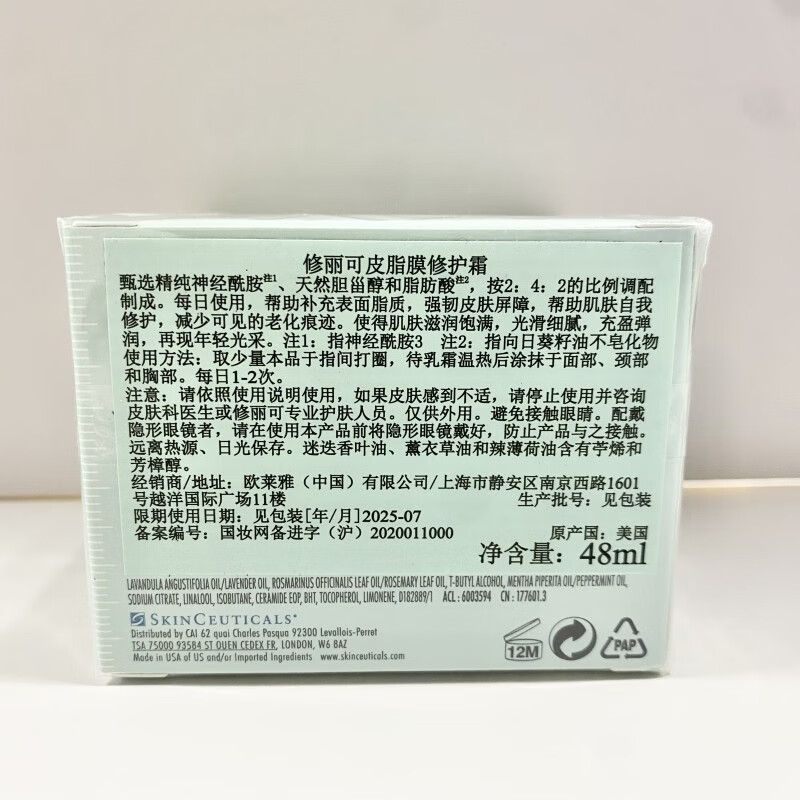 修丽可皮脂膜修护霜
甄选精纯神经酰胺注1、天然胆甾醇和脂肪酸注2，按2：4：2的比例调配
制成。每日使用，帮助补充表面脂质，强韧皮肤屏障，帮助肌肤自我
修护，减少可见的老化痕迹。使得肌肤滋润饱满，光滑细腻，充盈弹
润，再现年轻光采。注1：指神经酰胺3 注2：指向日葵籽油不皂化物
使用方法：取少量本品于指间打圈，待乳霜温热后涂抹于面部、颈部
和胸部。每日1-2次。
注意：请依照使用说明使用，如果皮肤感到不适，请停止使用并咨询
皮肤科医生或修丽可专业护肤人员。仅供外用。避免接触眼睛。配戴
隐形眼镜者，请在使用本产品前将隐形眼镜戴好，防止产品与之接触。
远离热源、日光保存。迷迭香叶油、薰衣草油和辣薄荷油含有苧烯和
芳樟醇。
经销商/地址：欧莱雅（中国）有限公司/上海市静安区南京西路1601
号越洋国际广场11楼 生产批号：见包装
限期使用日期：见包装[年/月]2025-07
备案编号：国妆网备进字（沪）2020011000 原产国：美国
净含量：48ml
LAVANDULA ANGUSTIFOLIA OIL/LAVENDER OIL, ROSMARINUS OFFICINALIS LEAF OIL/ROSEMARY LEAF OIL, T-BUTYL ALCOHOL, MENTHA PIPERITA OIL/PEPPERMINT OIL,
SODIUM CITRATE, LINALOOL, ISOBUTANE, CERAMIDE EOP, BHT, TOCOPHEROL, LIMONENE, D182889/1 ACL : 6003594 CN : 177601.3
SKINCEUTICALS
Distributed by CAI 62 quai Charles Pasqua 92300 Levallois-Perret
TSA 75000 93584 ST OUEN CEDEX FR, LONDON, W6 8AZ
Made in USA of US and/or Imported Ingredients www.skinceuticals.com
12M
PAP